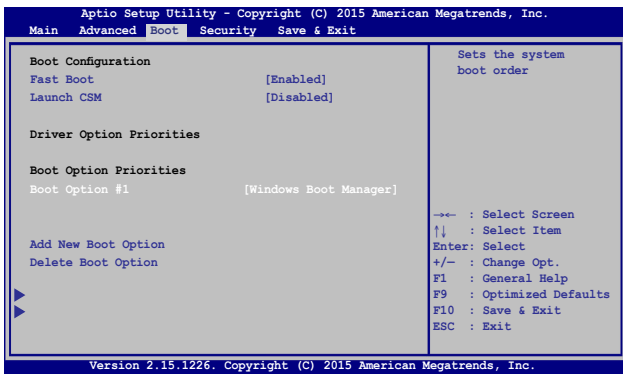 Aptio Setup Utility - Copyright (C) 2015 American Megatrends, Inc.
Main Advanced Boot Security Save & Exit
Boot Configuration
Fast Boot [Enabled]
Launch CSM [Disabled]
Driver Option Priorities
Boot Option Priorities
Boot Option #1 [Windows Boot Manager]
Add New Boot Option
Delete Boot Option
Sets the system
boot order
→← : Select Screen
↑↓ : Select Item
Enter: Select
+/— : Change Opt.
F1 : General Help
F9 : Optimized Defaults
F10 : Save & Exit
ESC : Exit
Version 2.15.1226. Copyright (C) 2015 American Megatrends, Inc.